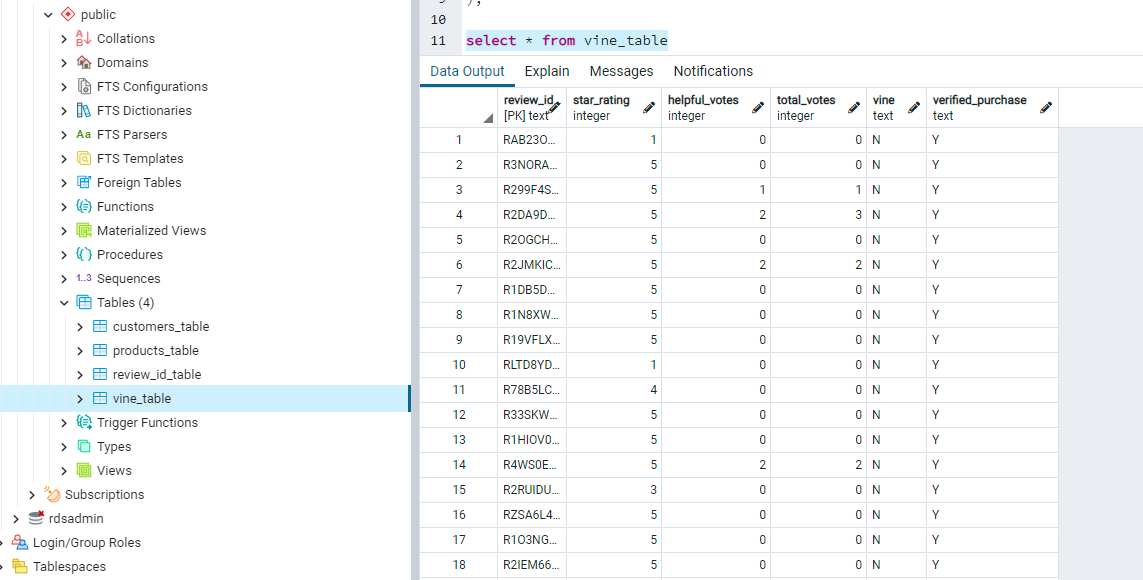 public
Collations
Domains
FTS Configurations
FTS Dictionaries
Aa FTS Parsers
FTS Templates
Foreign Tables
Functions
Materialized Views
Procedures
1..3 Sequences
Tables (4)
customers_table
products_table
review_id_table
vine_table
Trigger Functions
Types
Views
Subscriptions
rdsadmin
Login/Group Roles
Tablespaces
10
11 select * from vine_table
Data Output Explain Messages Notifications
review_id star_rating helpful_votes total_votes vine verified_purchase
[PK] text integer integer integer text text
1 RAB23O... 1 0 0 N Y
2 R3NORA... 5 0 0 N Y
3 R299F4S... 5 1 1 N Y
4 R2DA9D... 5 2 3 N Y
5 R2OGCH... 5 0 0 N Y
6 R2JMKIC... 5 2 2 N Y
7 R1DB5D... 5 0 0 N Y
8 R1N8XW... 5 0 0 N Y
9 R19VFLX... 5 0 0 N Y
10 RLTD8YD... 1 0 0 N Y
11 R78B5LC... 4 0 0 N Y
12 R33SKW... 5 0 0 N Y
13 R1HIOV0... 5 0 0 N Y
14 R4WS0E... 5 2 2 N Y
15 R2RUIDU... 3 0 0 N Y
16 RZSA6L4... 5 0 0 N Y
17 R1O3NG... 5 0 0 N Y
18 R2IEM66... 5 0 0 N Y